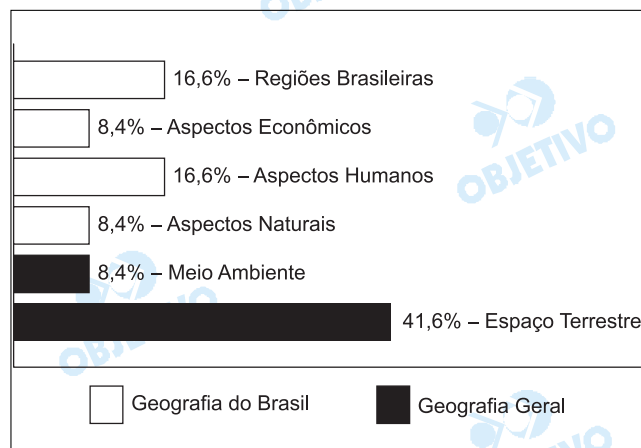 OBJETIVO
16,6% – Regiões Brasileiras
8,4% – Aspectos Econômicos
OBJETIVO
16,6% – Aspectos Humanos
8,4% – Aspectos Naturais
8,4% – Meio Ambiente
41,6% – Espaço Terrestre
OBJETIVO
Geografia do Brasil
Geografia Geral